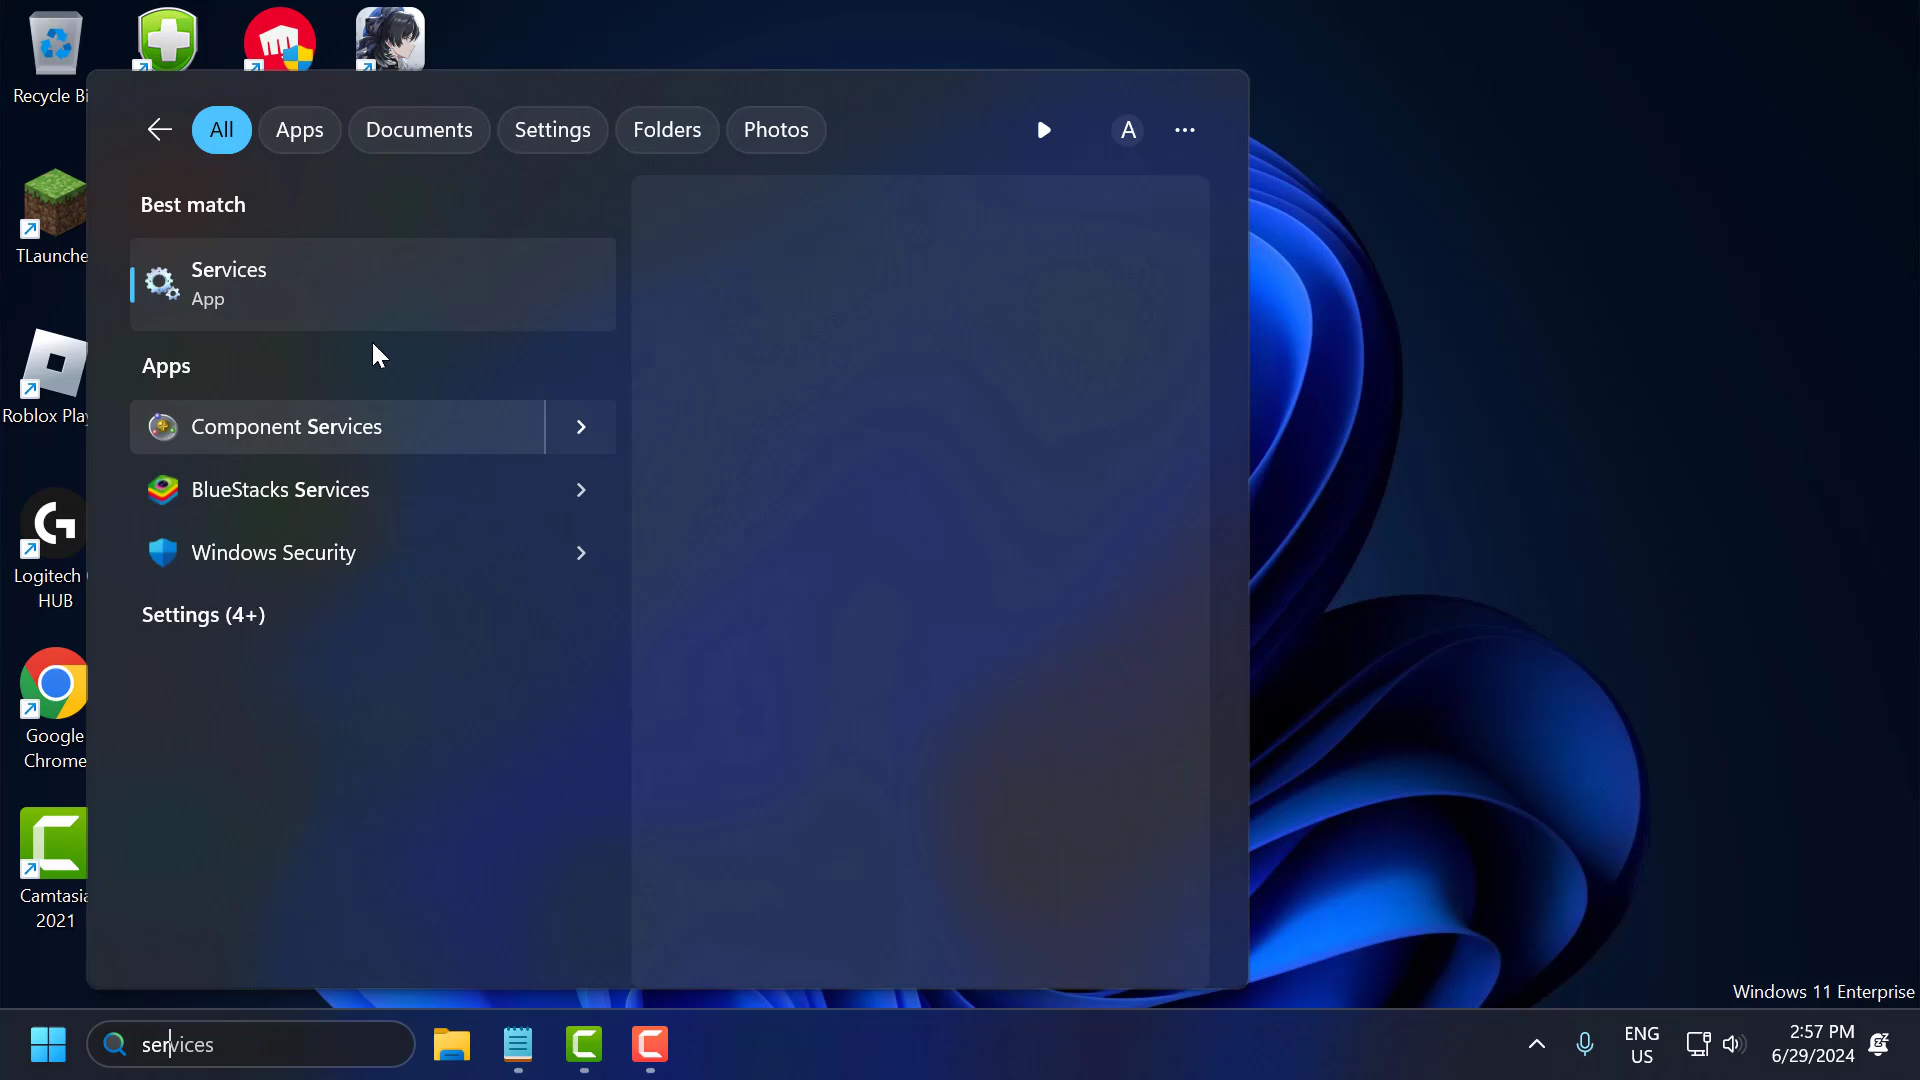 Recycle Bi
TLaunche
Roblox Play
Logitech
HUB
Google
Chrome
Camtasia
2021
All
Apps
Documents
Settings
Folders
Photos
A
Best match
Services
App
Apps
Component Services
BlueStacks Services
Windows Security
Settings (4+)
Windows 11 Enterprise
services
ENG
US
2:57 PM
6/29/2024